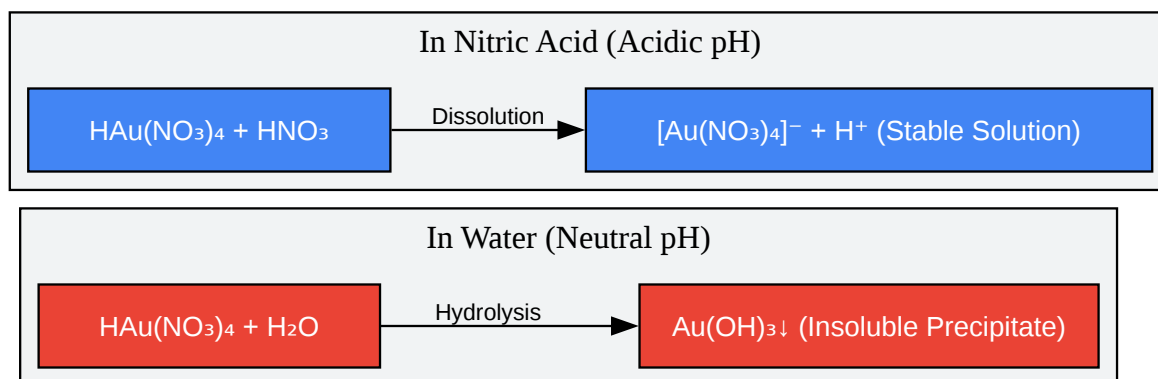 In Nitric Acid (Acidic pH)
HAu(NO₃)₄ + HNO₃
Dissolution
[Au(NO₃)₄]⁻ + H⁺ (Stable Solution)
In Water (Neutral pH)
HAu(NO₃)₄ + H₂O
Hydrolysis
Au(OH)₃↓ (Insoluble Precipitate)